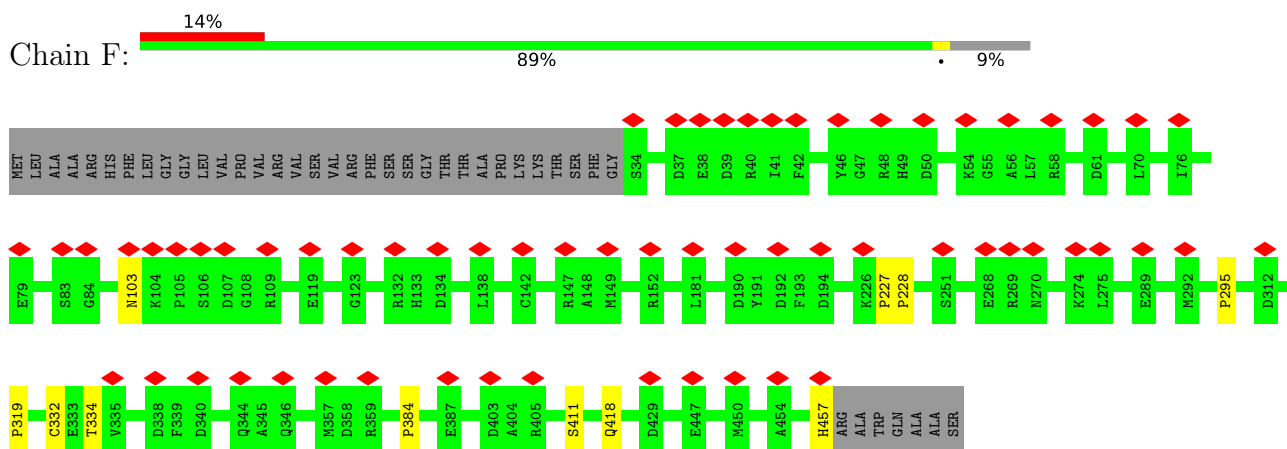 14%
Chain F:
89% • 9%
MET LEU ALA ALA ARG HIS PHE LEU GLY GLY LEU VAL PRO VAL ARG VAL SER VAL ARG PHE SER SER GLY THR THR ALA PRO LYS LYS THR SER PHE GLY S34 D37 E38 D39 R40 I41 F42 Y46 G47 R48 H49 D50 K54 G55 A56 L57 R58 D61 L70 I76
E79 S83 G84 N103 K104 P105 S106 D107 G108 R109 E119 G123 R132 H133 D134 L138 C142 R147 A148 M149 R152 L181 D190 Y191 D192 F193 D194 K226 P227 P228 S251 E268 R269 N270 K274 L275 E289 M292 P295 D312
P319 C332 E333 T334 V335 D338 F339 D340 Q344 A345 Q346 M357 D358 R359 P384 E387 D403 A404 R405 S411 Q418 D429 E447 M450 A454 H457 ARG ALA TRP GLN ALA ALA SER